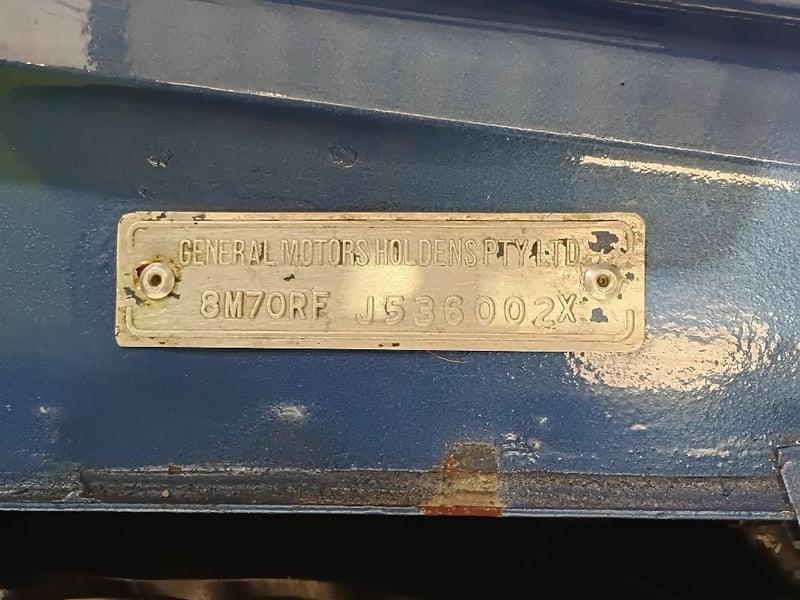 GENERAL MOTORS HOLDENS PTY LTD
8M70RF J536002X